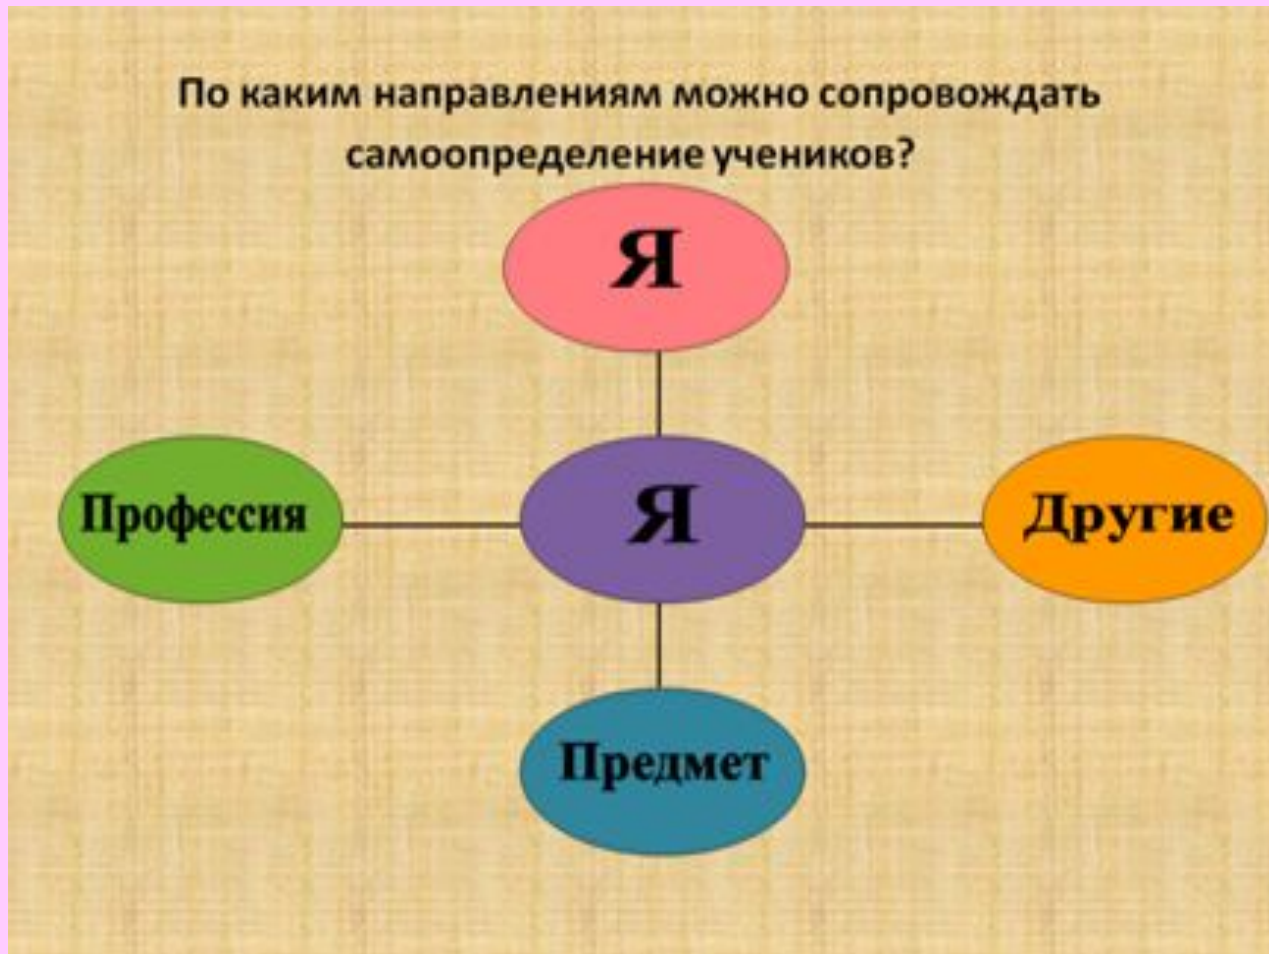 По каким направлениям можно сопровождать
самоопределение учеников?
Я
Профессия
Я
Другие
Предмет